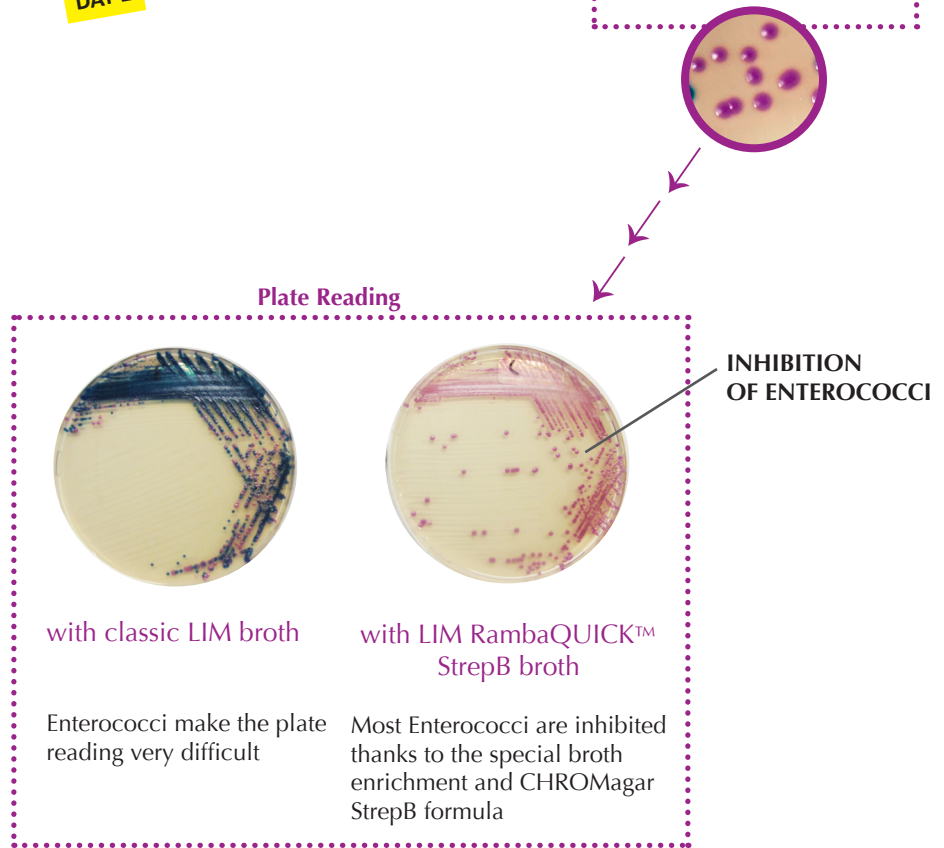 Plate Reading
INHIBITION
OF ENTEROCOCCI
with classic LIM broth
with LIM RambaQUICK™
StrepB broth
Enterococci make the plate
reading very difficult
Most Enterococci are inhibited
thanks to the special broth
enrichment and CHROMagar
StrepB formula